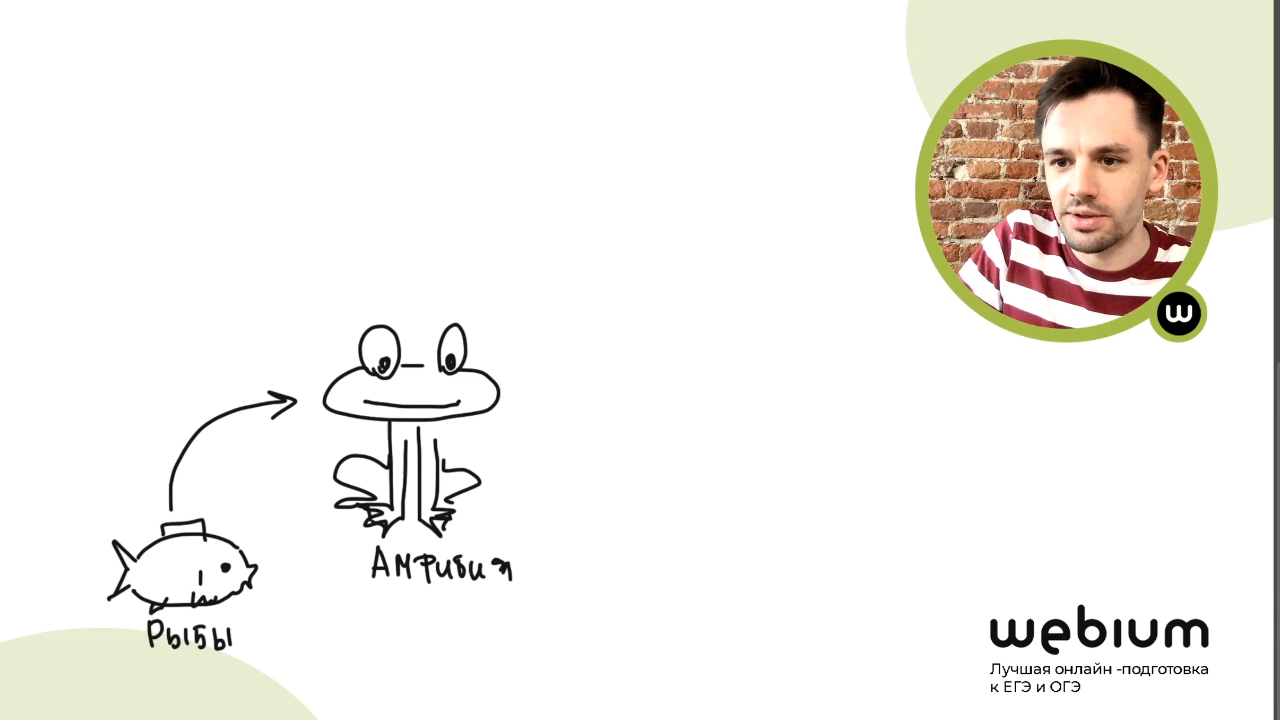 Амфибия
Рыбы
w
webium
Лучшая онлайн -подготовка
к ЕГЭ и ОГЭ